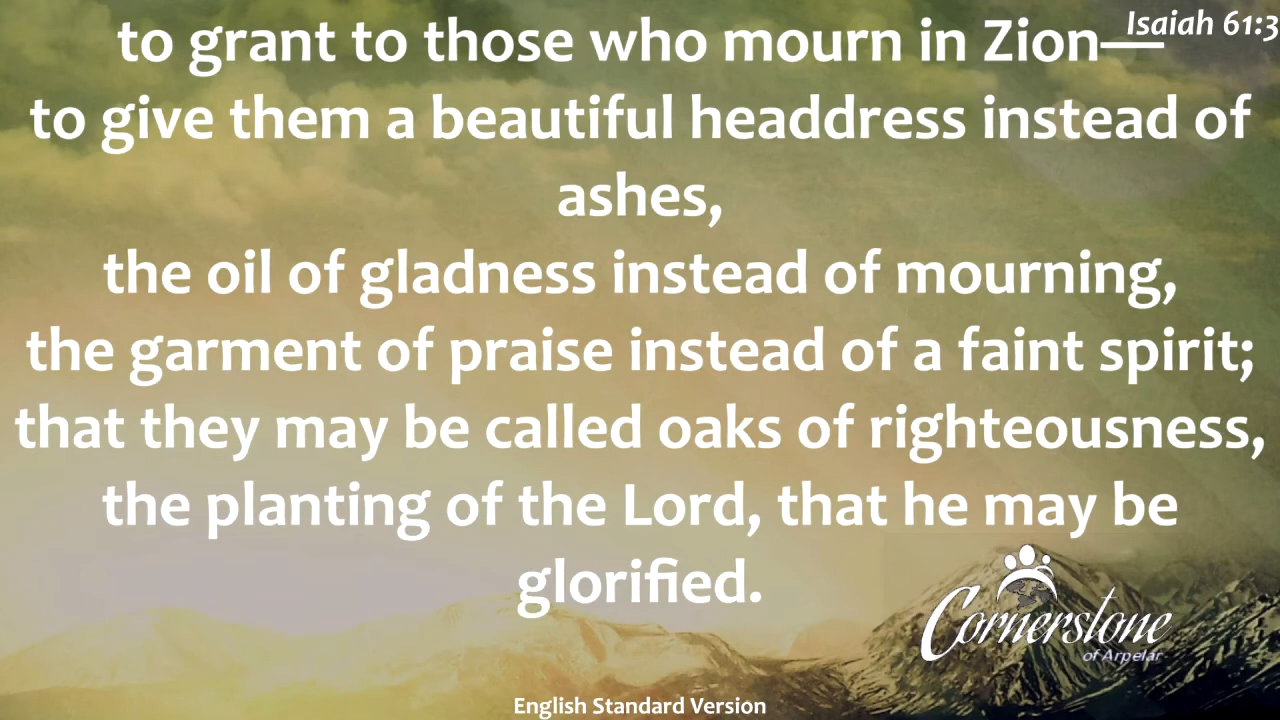 Isaiah 61:3
to grant to those who mourn in Zion—
to give them a beautiful headdress instead of
ashes,
the oil of gladness instead of mourning,
the garment of praise instead of a faint spirit;
that they may be called oaks of righteousness,
the planting of the Lord, that he may be
glorified.
Cornerstone
of Arpelar
English Standard Version